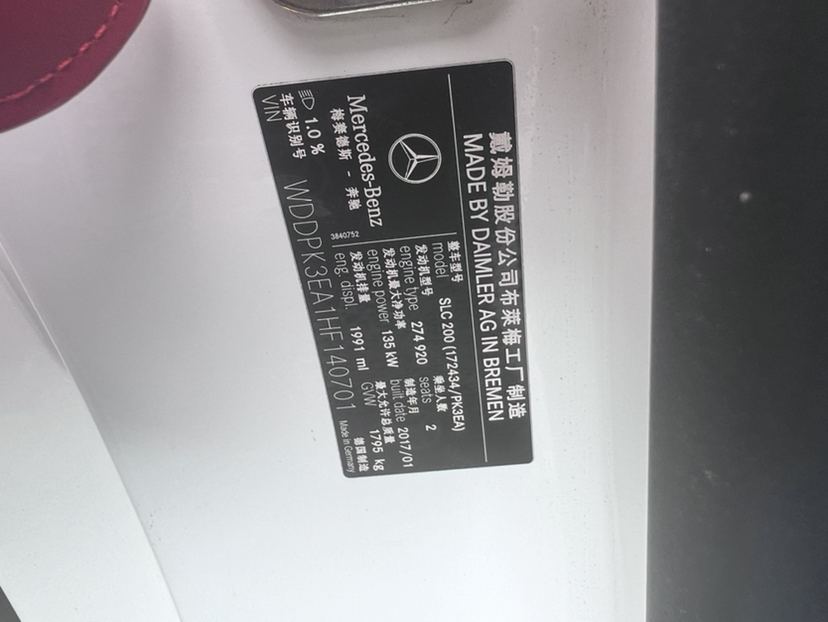 戴姆勒股份公司布莱梅工厂制造
MADE BY DAIMLER AG IN BREMEN
Mercedes-Benz
梅赛德斯 - 奔驰
3840752
1.0 %
整车型号
model SLC 200 (172434/PK3EA)
发动机型号 乘坐人数
engine type 274 920 seats 2
发动机最大净功率 制造年月
engine power 135 kW built date 2017/01
发动机排量 最大允许总质量
eng. displ. 1991 ml GVW 1795 kg
车辆识别号 德国制造
VIN WDDPK3EA1HF140701 Made in Germany